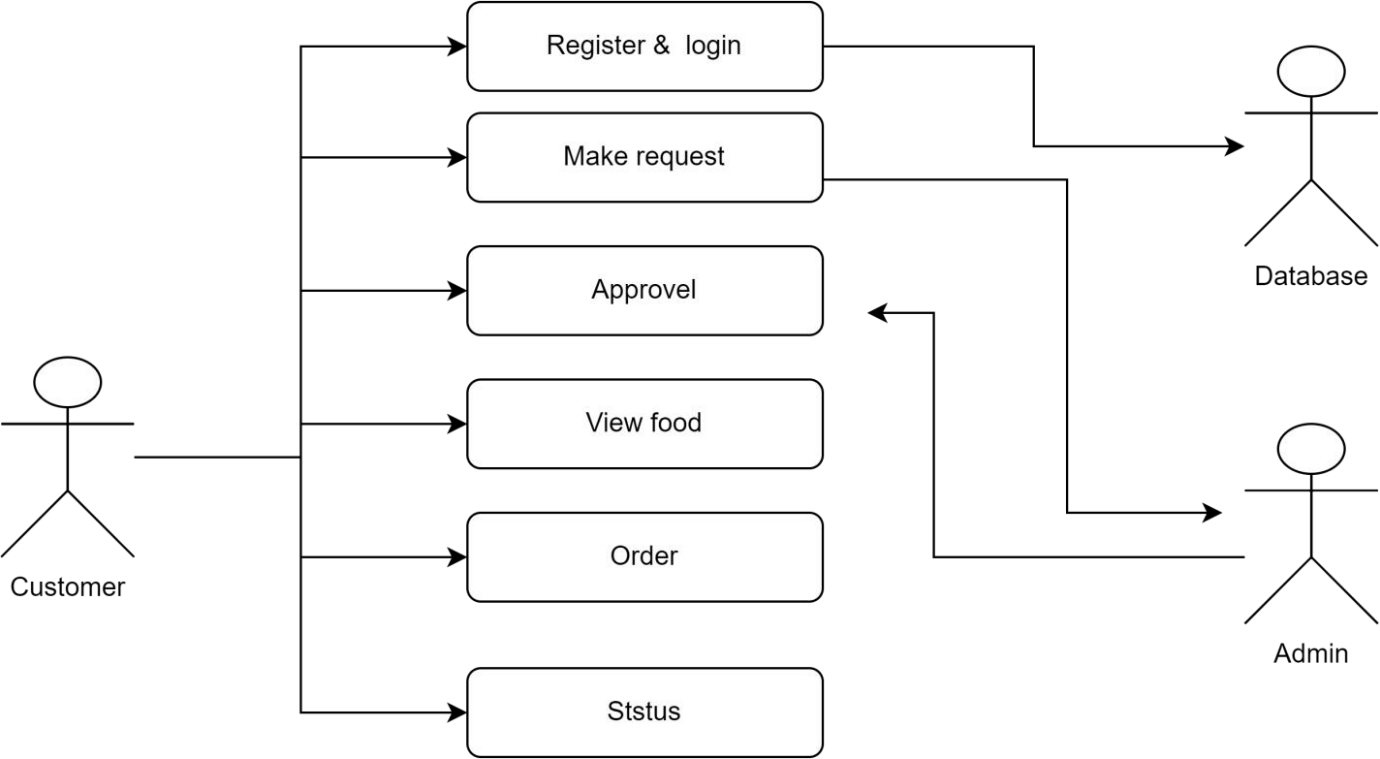 Register & login
Make request
Approvel
View food
Order
Ststus
Customer
Database
Admin